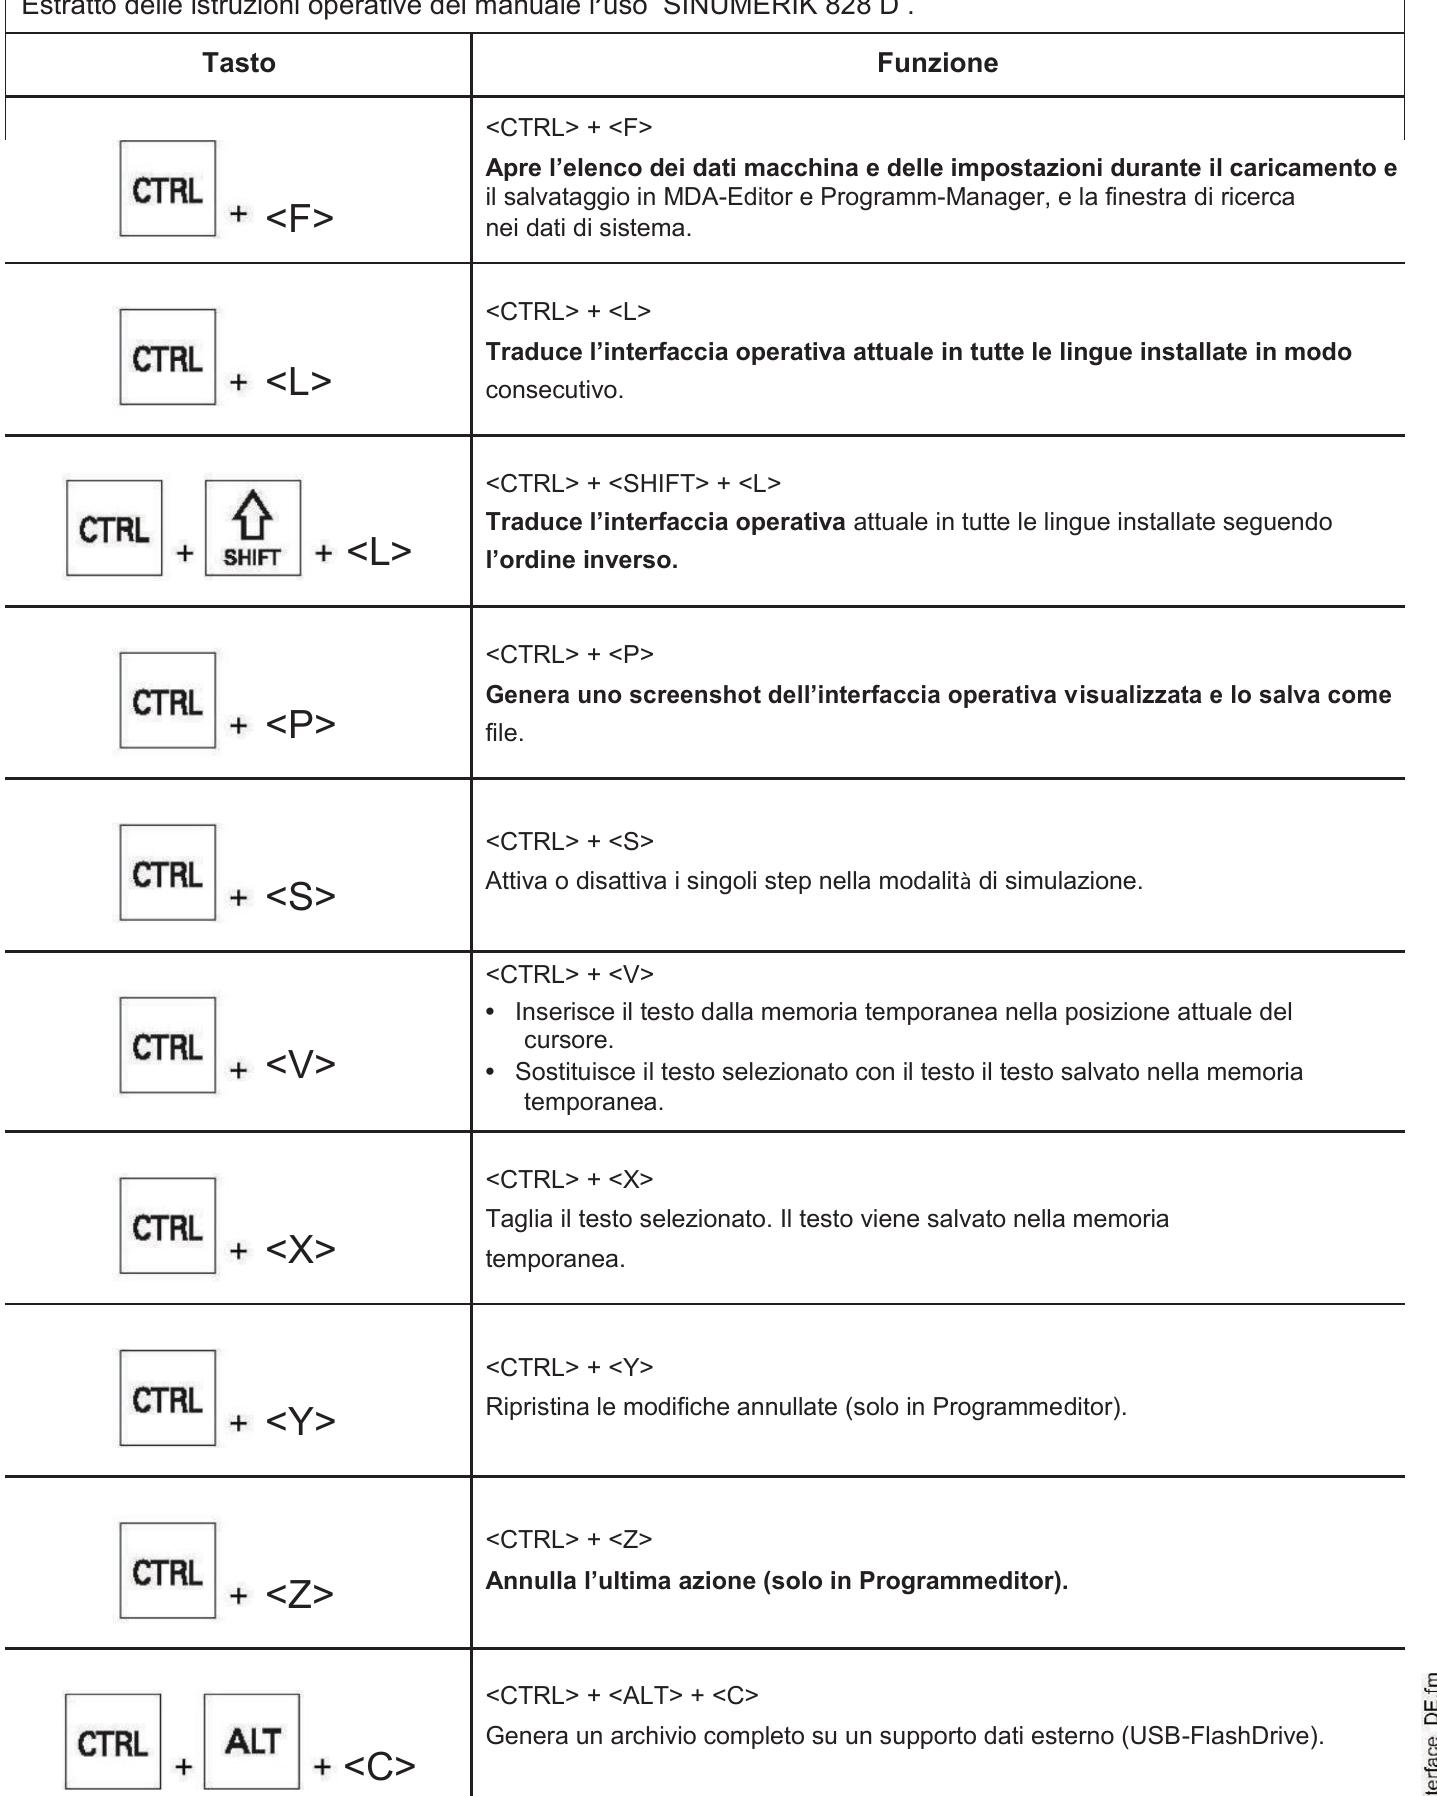 Estratto delle istruzioni operative del manuale l'uso SINUMERIK 828 D .
Tasto
Funzione
CTRL + <F>
<CTRL> + <F>
Apre l’elenco dei dati macchina e delle impostazioni durante il caricamento e
il salvataggio in MDA-Editor e Programm-Manager, e la finestra di ricerca
nei dati di sistema.
CTRL + <L>
<CTRL> + <L>
Traduce l’interfaccia operativa attuale in tutte le lingue installate in modo
consecutivo.
CTRL + SHIFT + <L>
<CTRL> + <SHIFT> + <L>
Traduce l’interfaccia operativa attuale in tutte le lingue installate seguendo
l’ordine inverso.
CTRL + <P>
<CTRL> + <P>
Genera uno screenshot dell’interfaccia operativa visualizzata e lo salva come
file.
CTRL + <S>
<CTRL> + <S>
Attiva o disattiva i singoli step nella modalità di simulazione.
CTRL + <V>
<CTRL> + <V>
• Inserisce il testo dalla memoria temporanea nella posizione attuale del
cursore.
• Sostituisce il testo selezionato con il testo il testo salvato nella memoria
temporanea.
CTRL + <X>
<CTRL> + <X>
Taglia il testo selezionato. Il testo viene salvato nella memoria
temporanea.
CTRL + <Y>
<CTRL> + <Y>
Ripristina le modifiche annullate (solo in Programmeditor).
CTRL + <Z>
<CTRL> + <Z>
Annulla l’ultima azione (solo in Programmeditor).
CTRL + ALT + <C>
<CTRL> + <ALT> + <C>
Genera un archivio completo su un supporto dati esterno (USB-FlashDrive).
terface_DE.fm